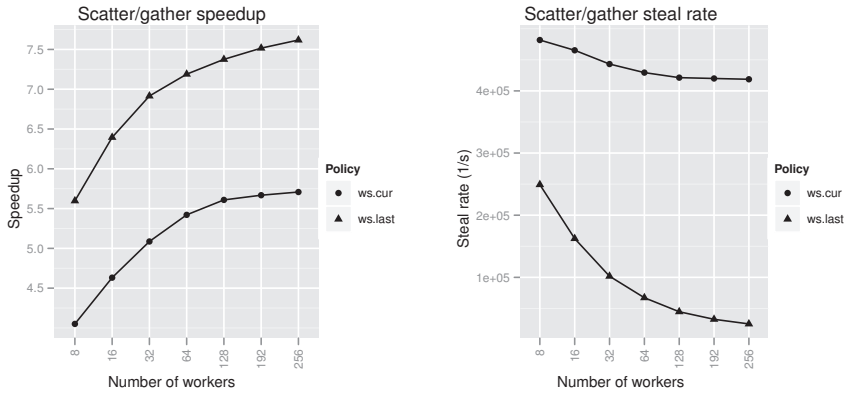 Scatter/gather speedup
7.5
7.0
6.5
6.0
5.5
5.0
4.5
Speedup
8
16
32
64
128
192
256
Number of workers
Policy
ws.cur
ws.last
Scatter/gather steal rate
4e+05
3e+05
2e+05
1e+05
Steal rate (1/s)
8
16
32
64
128
192
256
Number of workers
Policy
ws.cur
ws.last